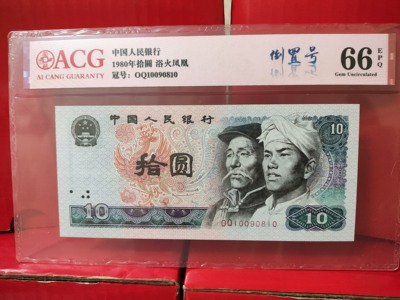 ACG
AI CANG GUARANTY
中国人民银行
1980年拾圆 浴火凤凰
冠号：OQ10090810
倒置号
66 EPQ
Gem Uncirculated
中国人民银行
10
拾圆
OQ10090810
10
10